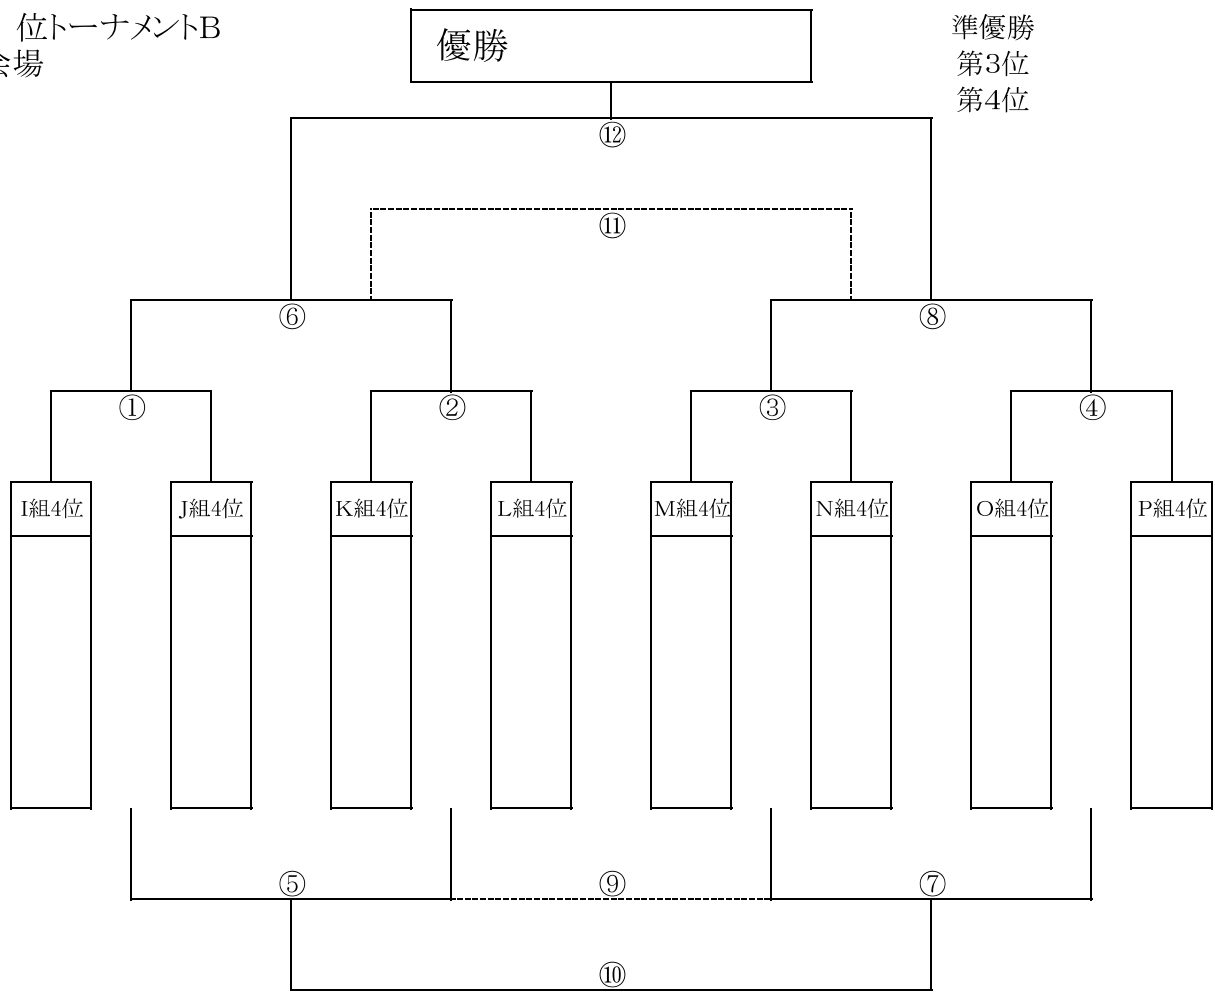 位トーナメントB
会場
優勝
準優勝
第3位
第4位
⑫
⑪
⑥
⑧
①
②
③
④
I組4位
J組4位
K組4位
L組4位
M組4位
N組4位
O組4位
P組4位
⑤
⑨
⑦
⑩